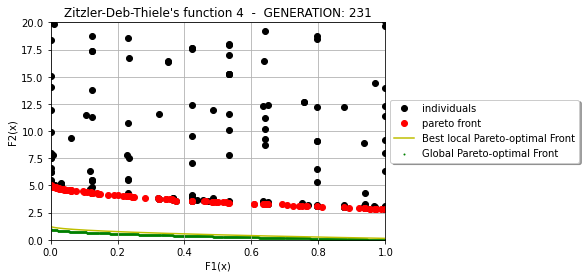 Zitzler-Deb-Thiele's function 4  -  GENERATION: 231
20.0
17.5
15.0
12.5
10.0
7.5
5.0
2.5
0.0
F2(x)
0.0 0.2 0.4 0.6 0.8 1.0
F1(x)
individuals
pareto front
Best local Pareto-optimal Front
Global Pareto-optimal Front